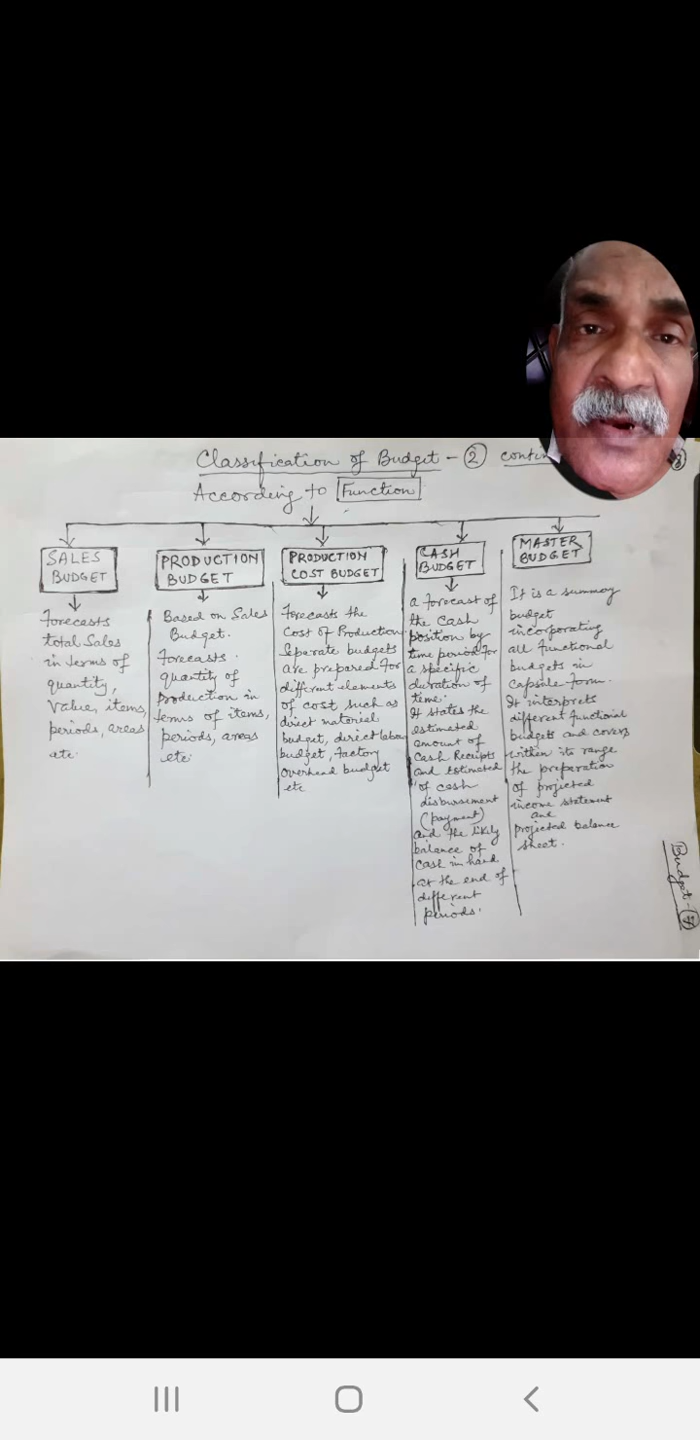 Classification of Budget - ②
According to Function
SALES
BUDGET
Forecasts
total Sales
in terms of
quantity,
Value, items,
periods, areas
etc.
PRODUCTION
BUDGET
Based on Sales
Budget.
Forecasts
quantity of
production in
terms of items,
periods, areas
etc.
PRODUCTION
COST BUDGET
Forecasts the
Cost of Production
Separate budgets
are prepared for
different elements
of cost such as
direct material
budget, direct labour
budget, factory
overhead budget
etc
CASH
BUDGET
a forecast of
the cash
position by
time period for
a specific
duration of
time.
It states the
estimated
amount of
Cash Receipts
and estimated
of cash
disbursement
(payment)
and the likely
balance of
cash in hand
at the end of
different
periods.
MASTER
BUDGET
It is a summary
budget
incorporating
all functional
budgets in
capsule form.
It interprets
different functional
budgets and covers
within its range
the preparation
of projected
income statement
and
projected balance
sheet.
Budget-